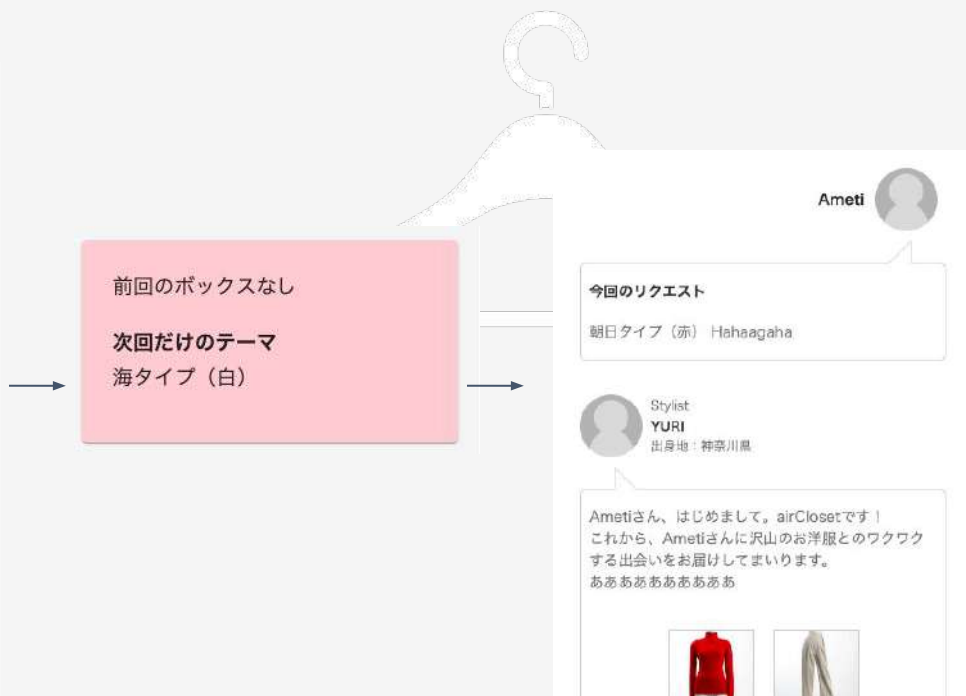 前回のボックスなし
次回だけのテーマ
海タイプ（白）
Ameti
今回のリクエスト
朝日タイプ（赤） Hahaagaha
Stylist
YURI
出身地：神奈川県
Ametiさん、はじめまして。airClosetです！
これから、Ametiさんに沢山のお洋服とのワクワク
する出会いをお届けしてまいります。
ああああああああああ